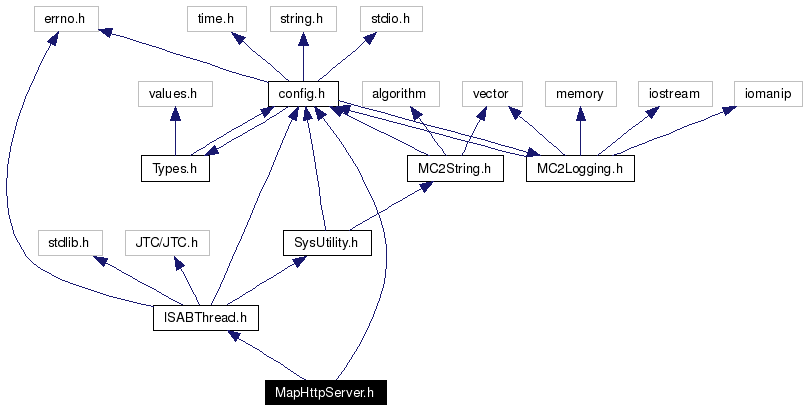 errno.h
time.h
string.h
stdio.h
values.h
config.h
algorithm
vector
memory
iostream
iomanip
Types.h
MC2String.h
MC2Logging.h
stdlib.h
JTC/JTC.h
SysUtility.h
ISABThread.h
MapHttpServer.h